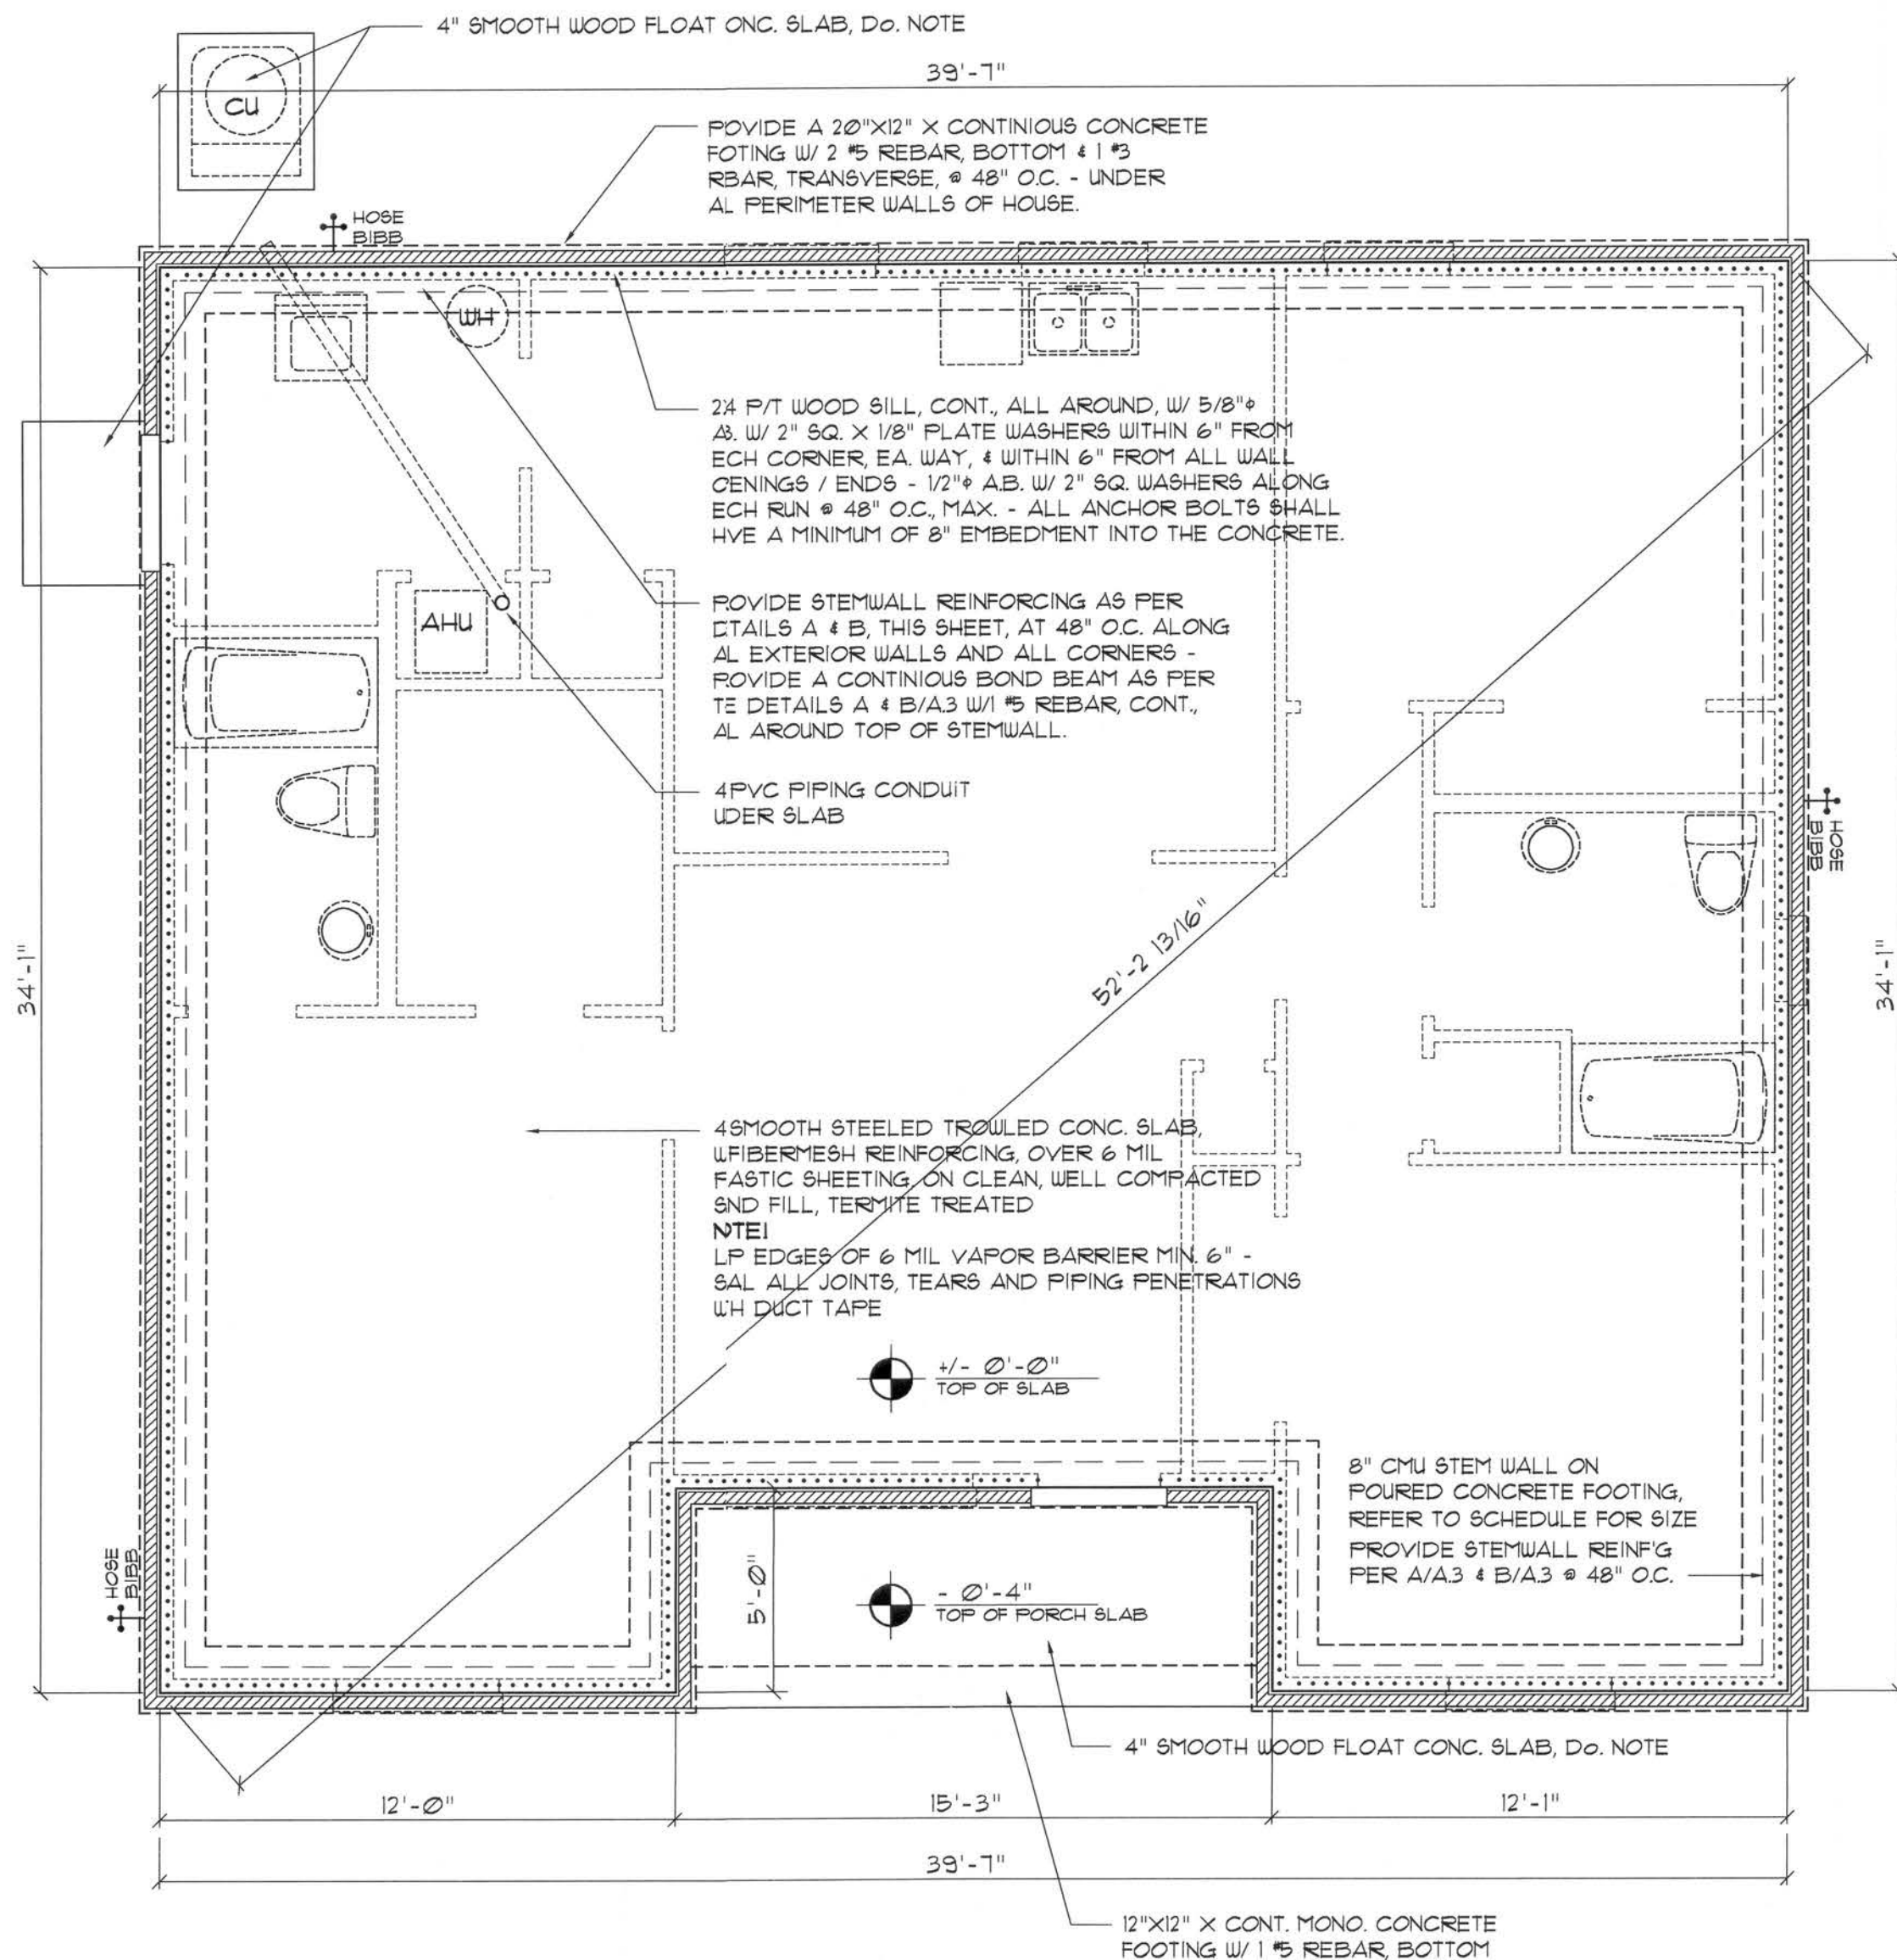 4" SMOOTH WOOD FLOAT ONC. SLAB, Do. NOTE
39'-7"
CU
POVIDE A 20"X12" X CONTINIOUS CONCRETE
FOTING W/ 2 #5 REBAR, BOTTOM & 1 #3
RBAR, TRANSVERSE, @ 48" O.C. - UNDER
AL PERIMETER WALLS OF HOUSE.
HOSE
BIBB
WH
2X4 P/T WOOD SILL, CONT., ALL AROUND, W/ 5/8"φ
AB. W/ 2" SQ. X 1/8" PLATE WASHERS WITHIN 6" FROM
ECH CORNER, EA. WAY, & WITHIN 6" FROM ALL WALL
OENINGS / ENDS - 1/2"φ A.B. W/ 2" SQ. WASHERS ALONG
ECH RUN @ 48" O.C., MAX. - ALL ANCHOR BOLTS SHALL
HVE A MINIMUM OF 8" EMBEDMENT INTO THE CONCRETE.
AHU
POVIDE STEMWALL REINFORCING AS PER
DTAILS A & B, THIS SHEET, AT 48" O.C. ALONG
AL EXTERIOR WALLS AND ALL CORNERS -
POVIDE A CONTINIOUS BOND BEAM AS PER
TE DETAILS A & B/A.3 W/1 #5 REBAR, CONT.,
AL AROUND TOP OF STEMWALL.
4PVC PIPING CONDUIT
UDER SLAB
HOSE
BIBB
34'-1"
52'-2 13/16"
34'-1"
4SMOOTH STEELED TROWLED CONC. SLAB,
WFIBERMESH REINFORCING, OVER 6 MIL
PASTIC SHEETING, ON CLEAN, WELL COMPACTED
SND FILL, TERMITE TREATED
NTE!
LP EDGES OF 6 MIL VAPOR BARRIER MIN. 6" -
SAL ALL JOINTS, TEARS AND PIPING PENETRATIONS
WH DUCT TAPE
+/- 0'-0"
TOP OF SLAB
8" CMU STEM WALL ON
POURED CONCRETE FOOTING,
REFER TO SCHEDULE FOR SIZE
PROVIDE STEMWALL REINF'G
PER A/A.3 & B/A.3 @ 48" O.C.
HOSE
BIBB
5'-0"
- 0'-4"
TOP OF PORCH SLAB
4" SMOOTH WOOD FLOAT CONC. SLAB, Do. NOTE
12'-0"
15'-3"
12'-1"
39'-7"
12"X12" X CONT. MONO. CONCRETE
FOOTING W/ 1 #5 REBAR, BOTTOM